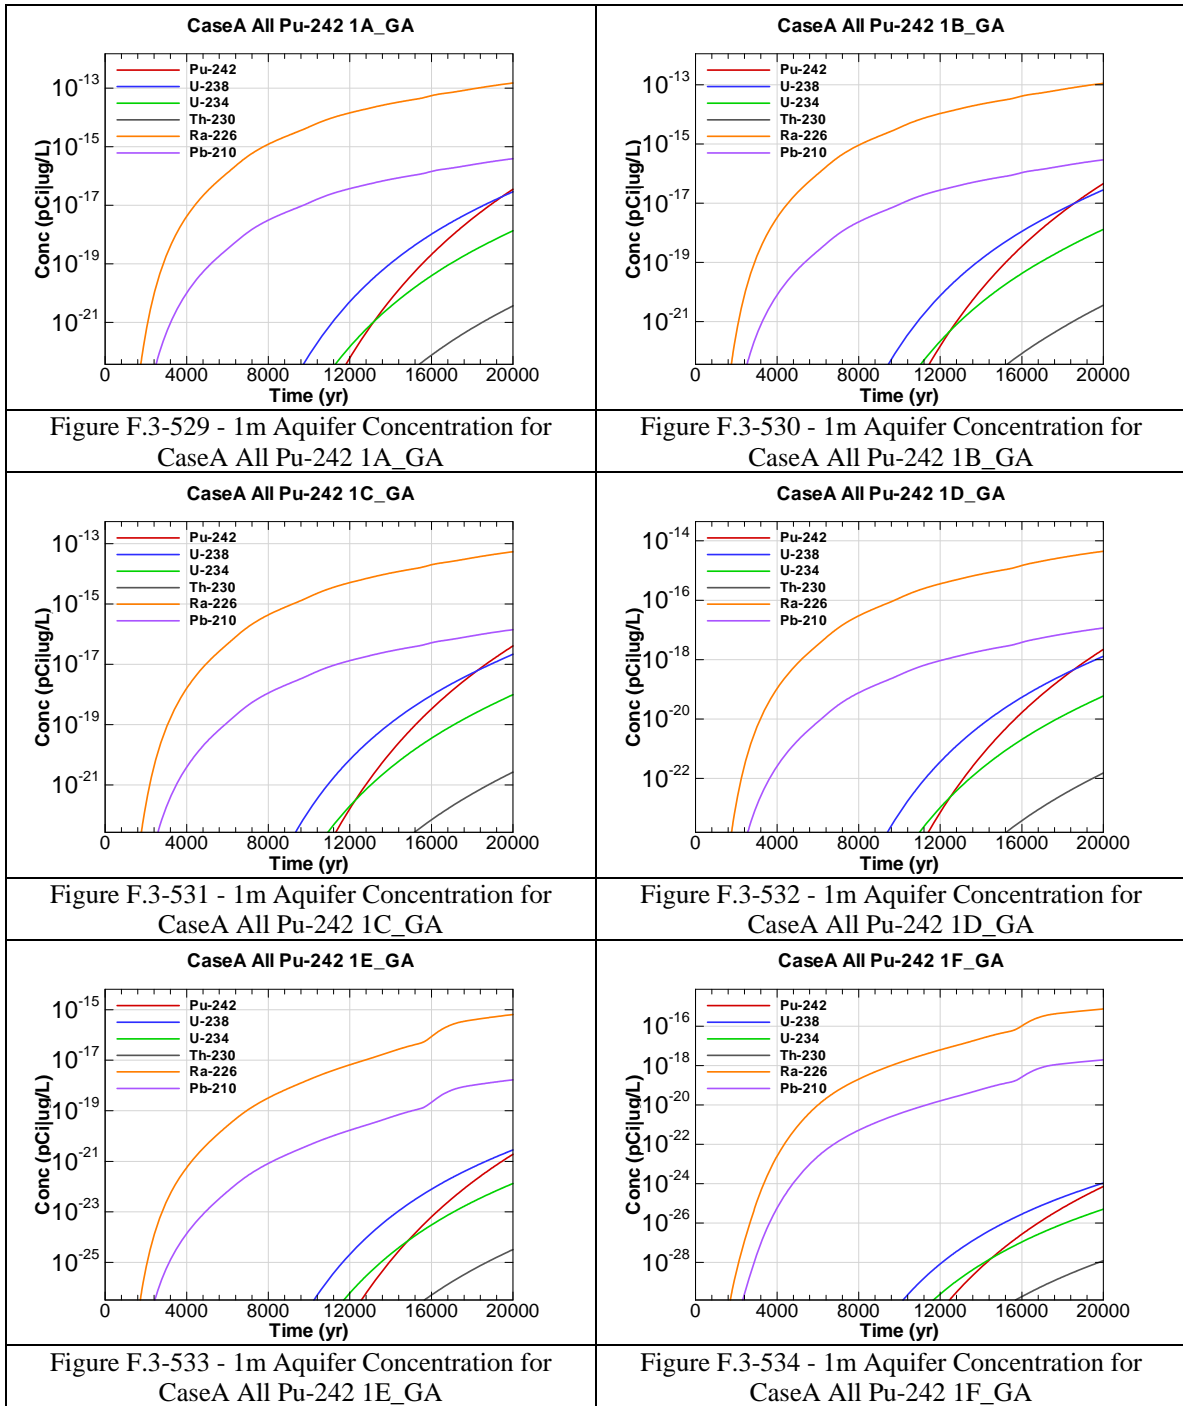 CaseA All Pu-242 1A_GA
Pu-242
U-238
U-234
Th-230
Ra-226
Pb-210
Conc (pCi|ug/L)
10^-13
10^-15
10^-17
10^-19
10^-21
0 4000 8000 12000 16000 20000
Time (yr)
Figure F.3-529 - 1m Aquifer Concentration for
CaseA All Pu-242 1A_GA
CaseA All Pu-242 1B_GA
Pu-242
U-238
U-234
Th-230
Ra-226
Pb-210
Conc (pCi|ug/L)
10^-13
10^-15
10^-17
10^-19
10^-21
0 4000 8000 12000 16000 20000
Time (yr)
Figure F.3-530 - 1m Aquifer Concentration for
CaseA All Pu-242 1B_GA
CaseA All Pu-242 1C_GA
Pu-242
U-238
U-234
Th-230
Ra-226
Pb-210
Conc (pCi|ug/L)
10^-13
10^-15
10^-17
10^-19
10^-21
0 4000 8000 12000 16000 20000
Time (yr)
Figure F.3-531 - 1m Aquifer Concentration for
CaseA All Pu-242 1C_GA
CaseA All Pu-242 1D_GA
Pu-242
U-238
U-234
Th-230
Ra-226
Pb-210
Conc (pCi|ug/L)
10^-14
10^-16
10^-18
10^-20
10^-22
0 4000 8000 12000 16000 20000
Time (yr)
Figure F.3-532 - 1m Aquifer Concentration for
CaseA All Pu-242 1D_GA
CaseA All Pu-242 1E_GA
Pu-242
U-238
U-234
Th-230
Ra-226
Pb-210
Conc (pCi|ug/L)
10^-15
10^-17
10^-19
10^-21
10^-23
10^-25
0 4000 8000 12000 16000 20000
Time (yr)
Figure F.3-533 - 1m Aquifer Concentration for
CaseA All Pu-242 1E_GA
CaseA All Pu-242 1F_GA
Pu-242
U-238
U-234
Th-230
Ra-226
Pb-210
Conc (pCi|ug/L)
10^-16
10^-18
10^-20
10^-22
10^-24
10^-26
10^-28
0 4000 8000 12000 16000 20000
Time (yr)
Figure F.3-534 - 1m Aquifer Concentration for
CaseA All Pu-242 1F_GA